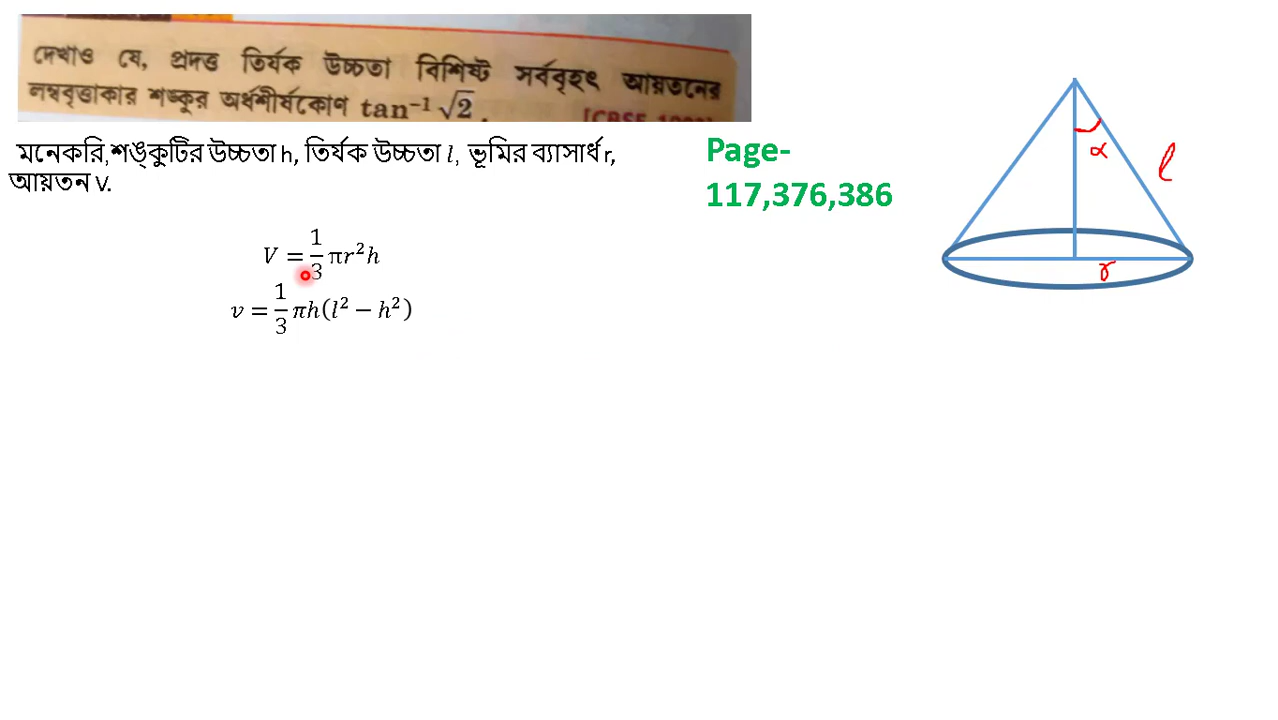 দেখাও যে, প্রদত্ত তির্যক উচ্চতা বিশিষ্ট সর্ববৃহৎ আয়তনের
লম্ববৃত্তাকার শঙ্কুর অর্ধশীর্ষকোণ tan⁻¹ √2.
[CBSE 1999]
মনেকরি,শঙ্কুটির উচ্চতা h, তির্যক উচ্চতা l, ভূমির ব্যাসার্ধ r,
আয়তন V.
Page-
117,376,386
V = 1/3 πr²h
v = 1/3 πh(l² − h²)
α
l
r